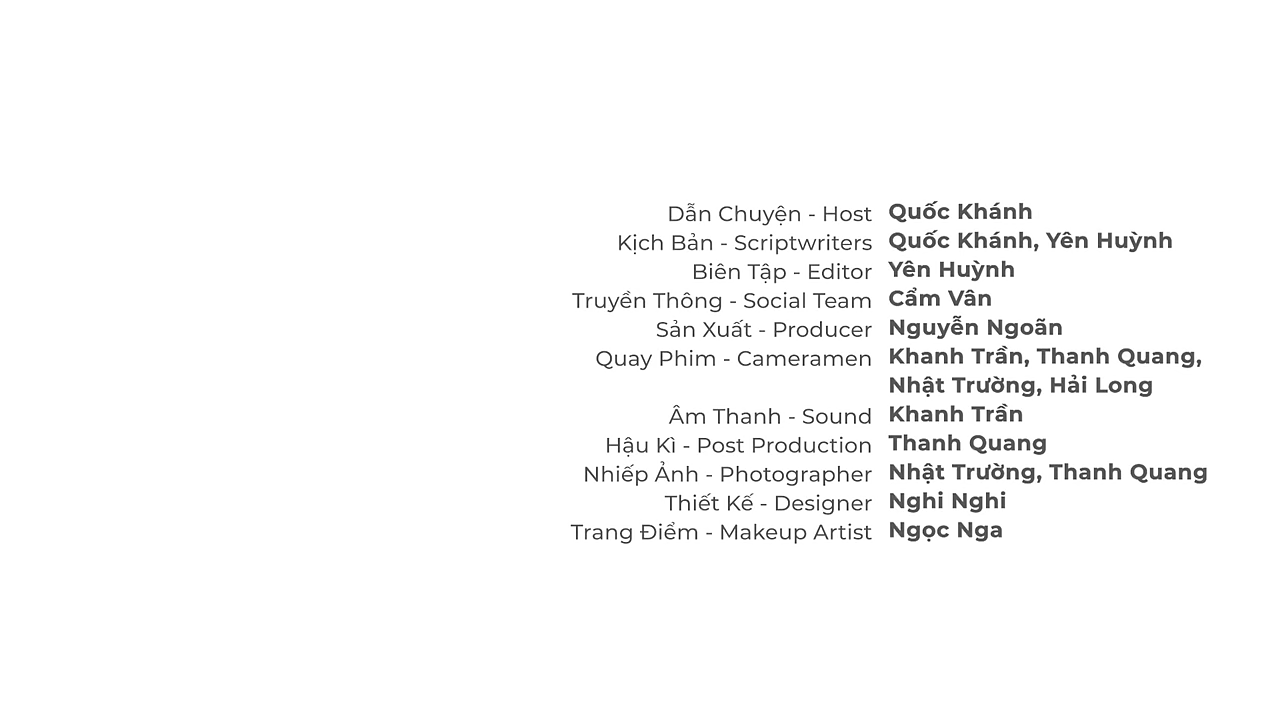 Dẫn Chuyện - Host Quốc Khánh
Kịch Bản - Scriptwriters Quốc Khánh, Yên Huỳnh
Biên Tập - Editor Yên Huỳnh
Truyền Thông - Social Team Cẩm Vân
Sản Xuất - Producer Nguyễn Ngoãn
Quay Phim - Cameramen Khanh Trần, Thanh Quang,
Nhật Trường, Hải Long
Âm Thanh - Sound Khanh Trần
Hậu Kì - Post Production Thanh Quang
Nhiếp Ảnh - Photographer Nhật Trường, Thanh Quang
Thiết Kế - Designer Nghi Nghi
Trang Điểm - Makeup Artist Ngọc Nga